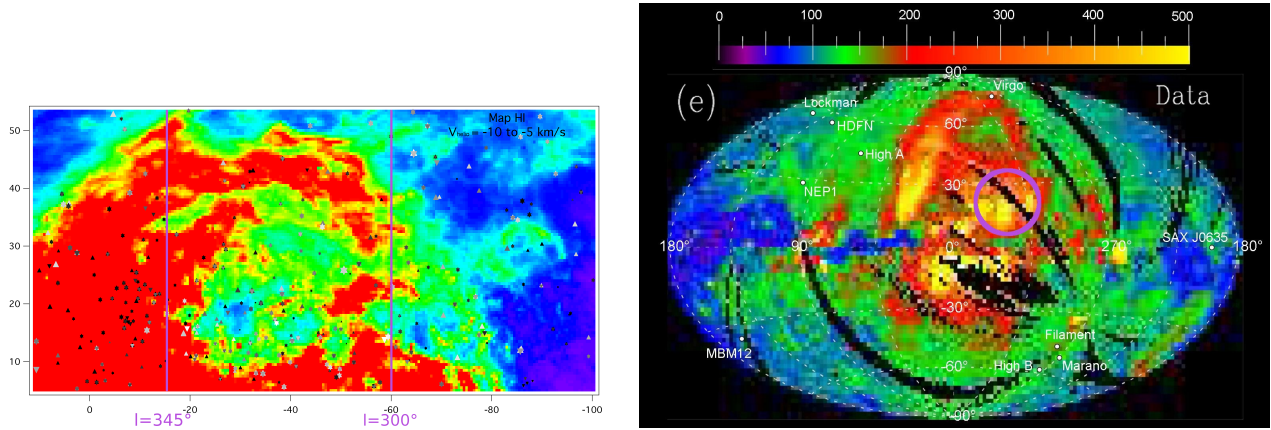 Map HI
-10 to -5 km/s
50
40
30
20
10
0
-20
-40
-60
-80
-100
l=345°
l=300°
0
100
200
300
400
500
(e)
Data
90°
Virgo
Lockman
HDFN
60°
High A
30°
NEP1
180°
90°
0°
270°
SAX J0635
180°
-30°
MBM12
Filament
-60°
High B
Marano
-90°